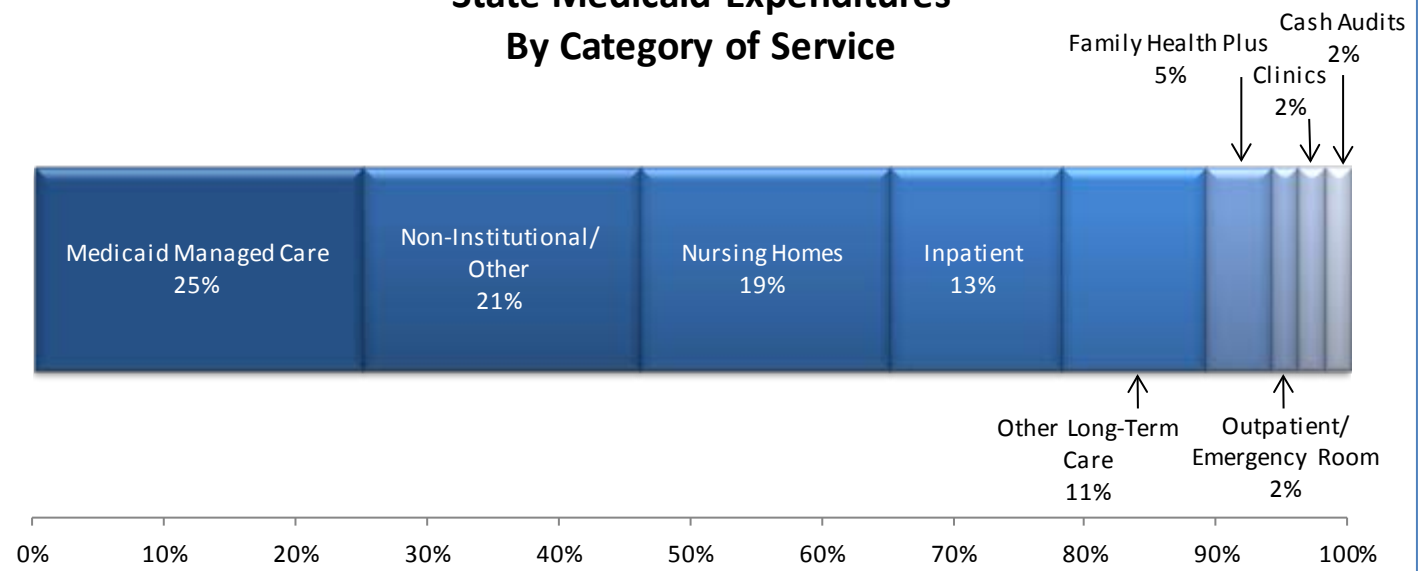 State Medicaid Expenditures
By Category of Service
Cash Audits
2%
Family Health Plus
5%
Clinics
2%
Medicaid Managed Care
25%
Non-Institutional/
Other
21%
Nursing Homes
19%
Inpatient
13%
Other Long-Term
Care
11%
Outpatient/
Emergency Room
2%
0% 10% 20% 30% 40% 50% 60% 70% 80% 90% 100%